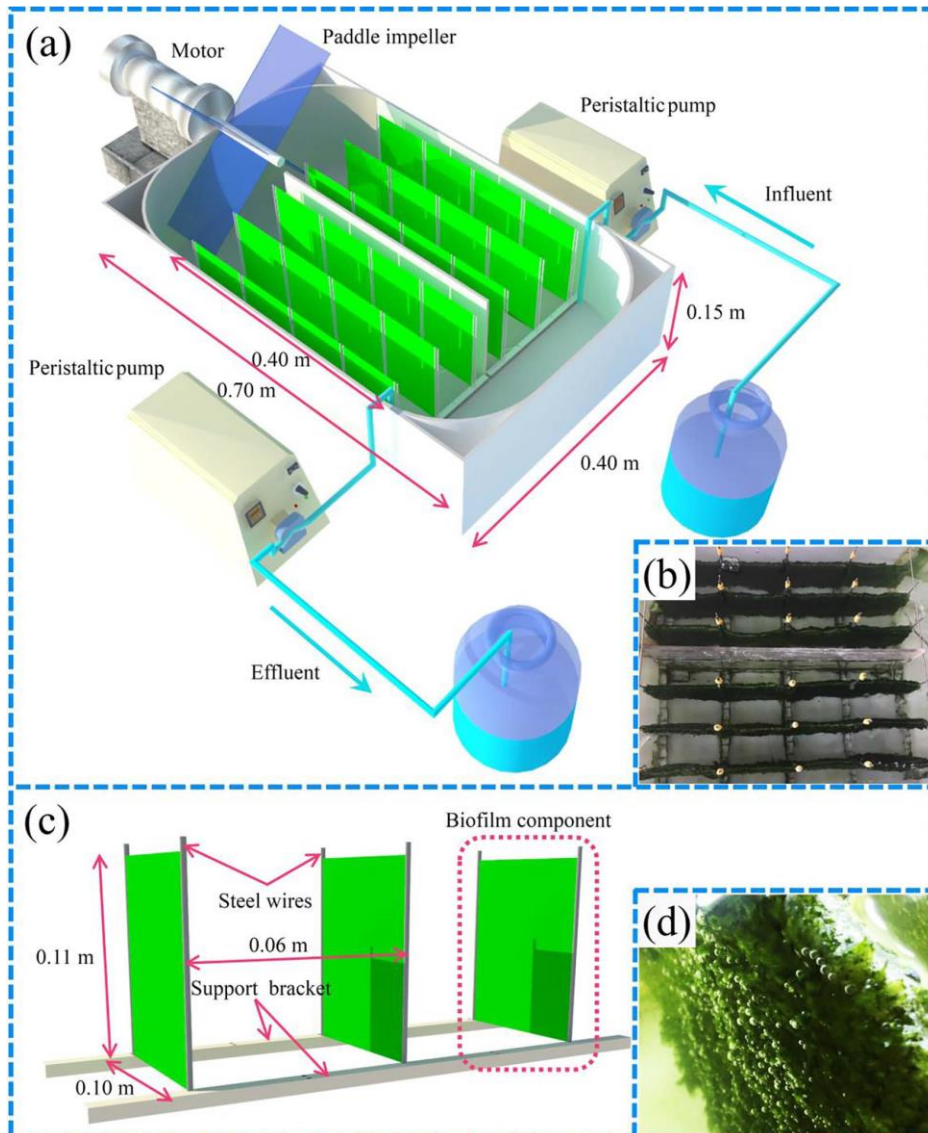 (a)
Motor
Paddle impeller
Peristaltic pump
Influent
0.15 m
0.40 m
0.70 m
Peristaltic pump
0.40 m
Effluent
(b)
(c)
Biofilm component
Steel wires
0.11 m
0.06 m
Support bracket
0.10 m
(d)